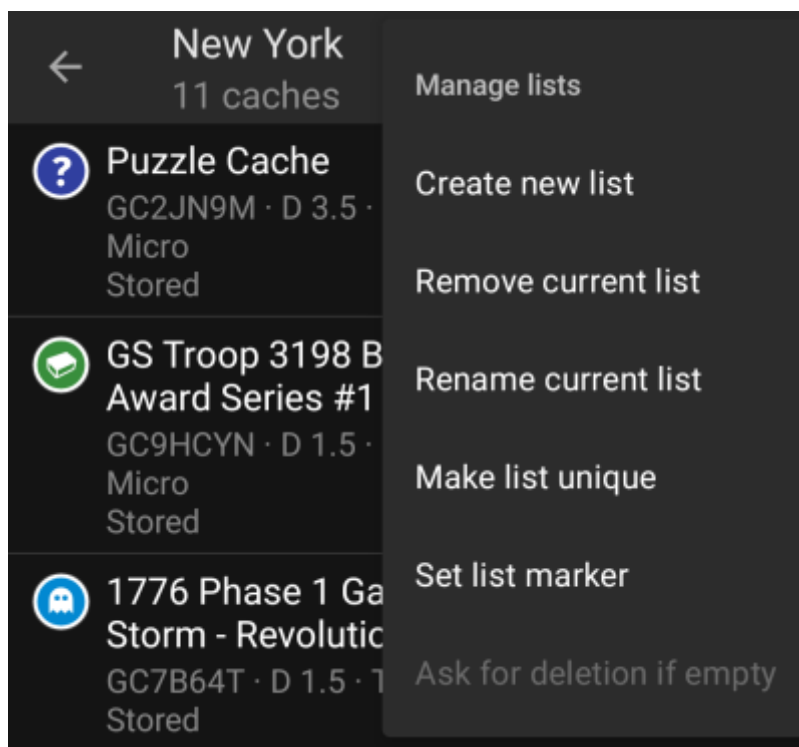 New York
11 caches
Puzzle Cache
GC2JN9M · D 3.5 ·
Micro
Stored
GS Troop 3198 B
Award Series #1
GC9HCYN · D 1.5 ·
Micro
Stored
1776 Phase 1 Ga
Storm - Revolutic
GC7B64T · D 1.5 · T
Stored
Manage lists
Create new list
Remove current list
Rename current list
Make list unique
Set list marker
Ask for deletion if empty